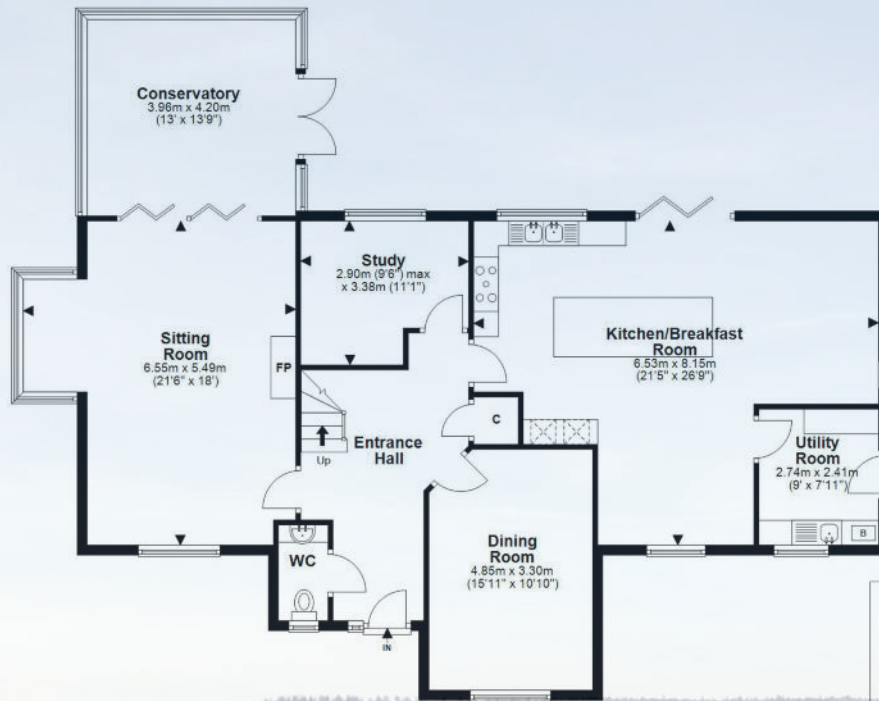 Conservatory
3.96m x 4.20m
(13' x 13'9")
Study
2.90m (9'6") max
x 3.38m (11'1")
Sitting
Room
6.55m x 5.49m
(21'6" x 18')
FP
Kitchen/Breakfast
Room
6.53m x 8.15m
(21'5" x 26'9")
C
Up
Entrance
Hall
Utility
Room
2.74m x 2.41m
(9' x 7'11")
B
WC
Dining
Room
4.85m x 3.30m
(15'11" x 10'10")
IN